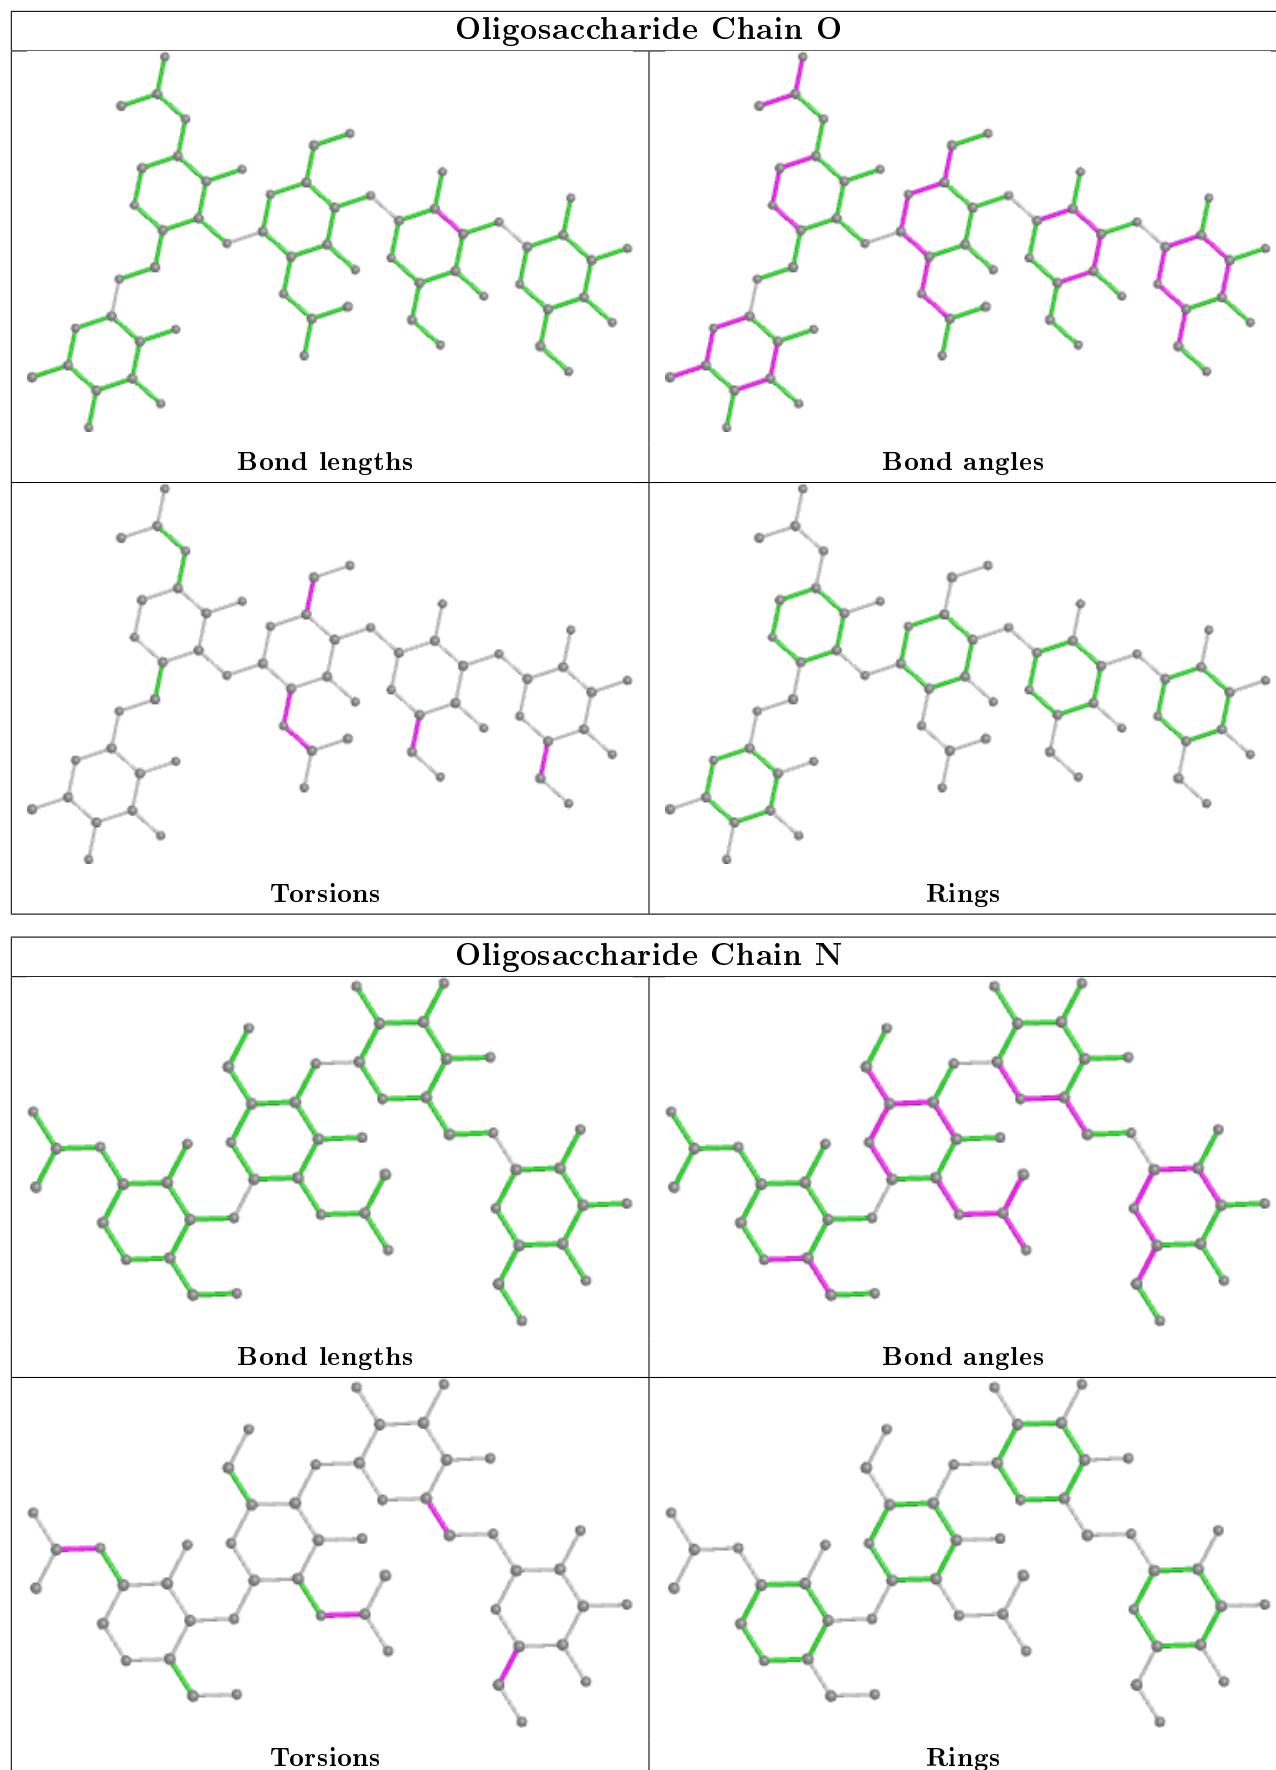 Oligosaccharide Chain O
Bond lengths
Bond angles
Torsions
Rings
Oligosaccharide Chain N
Bond lengths
Bond angles
Torsions
Rings